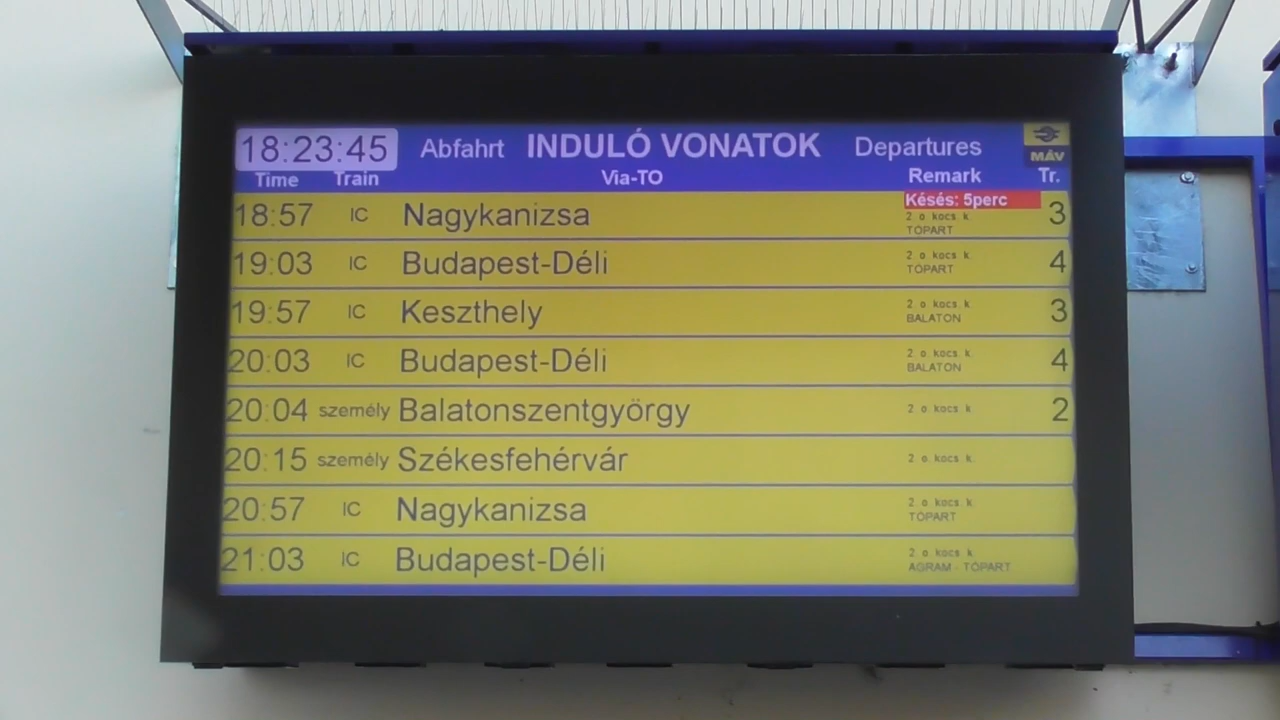 18:23:45 Abfahrt INDULÓ VONATOK Departures
MÁV
Time Train Via-TO Remark Tr.
Késés: 5perc
18:57 IC Nagykanizsa 2. o. kocs. k. 3
TÓPART
19:03 IC Budapest-Déli 2. o. kocs. k. 4
TÓPART
19:57 IC Keszthely 2. o. kocs. k. 3
BALATON
20:03 IC Budapest-Déli 2. o. kocs. k. 4
BALATON
20:04 személy Balatonszentgyörgy 2. o. kocs. k. 2
20:15 személy Székesfehérvár 2. o. kocs. k.
20:57 IC Nagykanizsa 2. o. kocs. k.
TÓPART
21:03 IC Budapest-Déli 2. o. kocs. k.
AGRAM - TÓPART